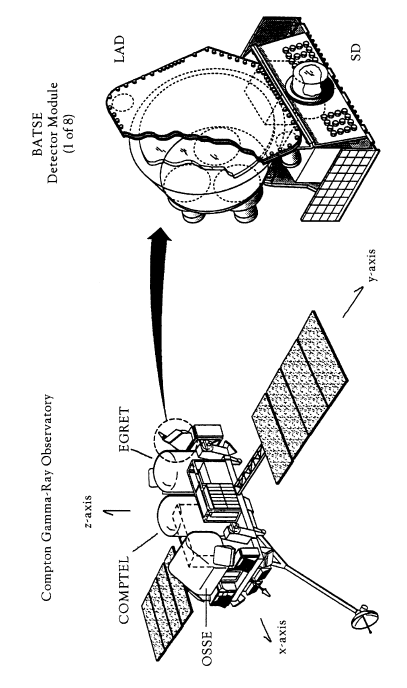 Compton Gamma-Ray Observatory
BATSE
Detector Module
(1 of 8)
z-axis
COMPTEL
EGRET
OSSE
x-axis
y-axis
LAD
SD